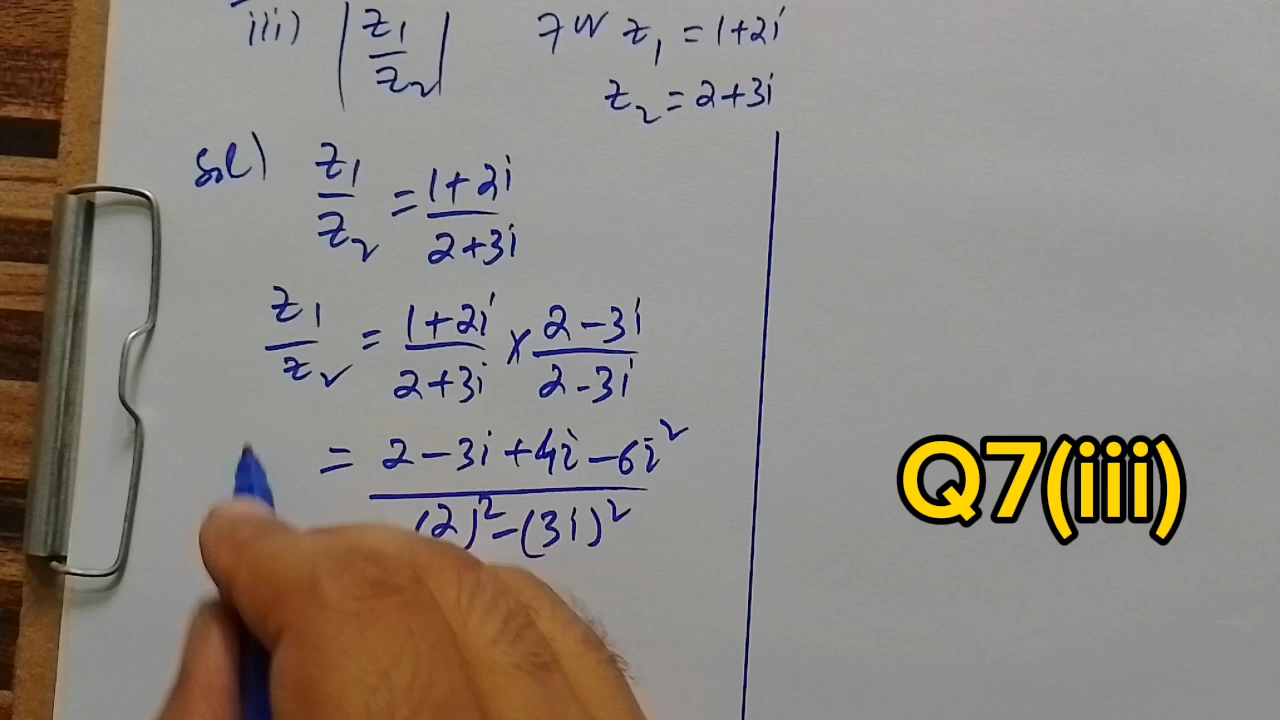 iii) |z₁/z₂| For z₁ = 1+2i
z₂ = 2+3i
Sol) z₁/z₂ = 1+2i/2+3i
z₁/z₂ = 1+2i/2+3i × 2-3i/2-3i
= 2-3i+4i-6i²/(2)²-(3i)²
Q7(iii)